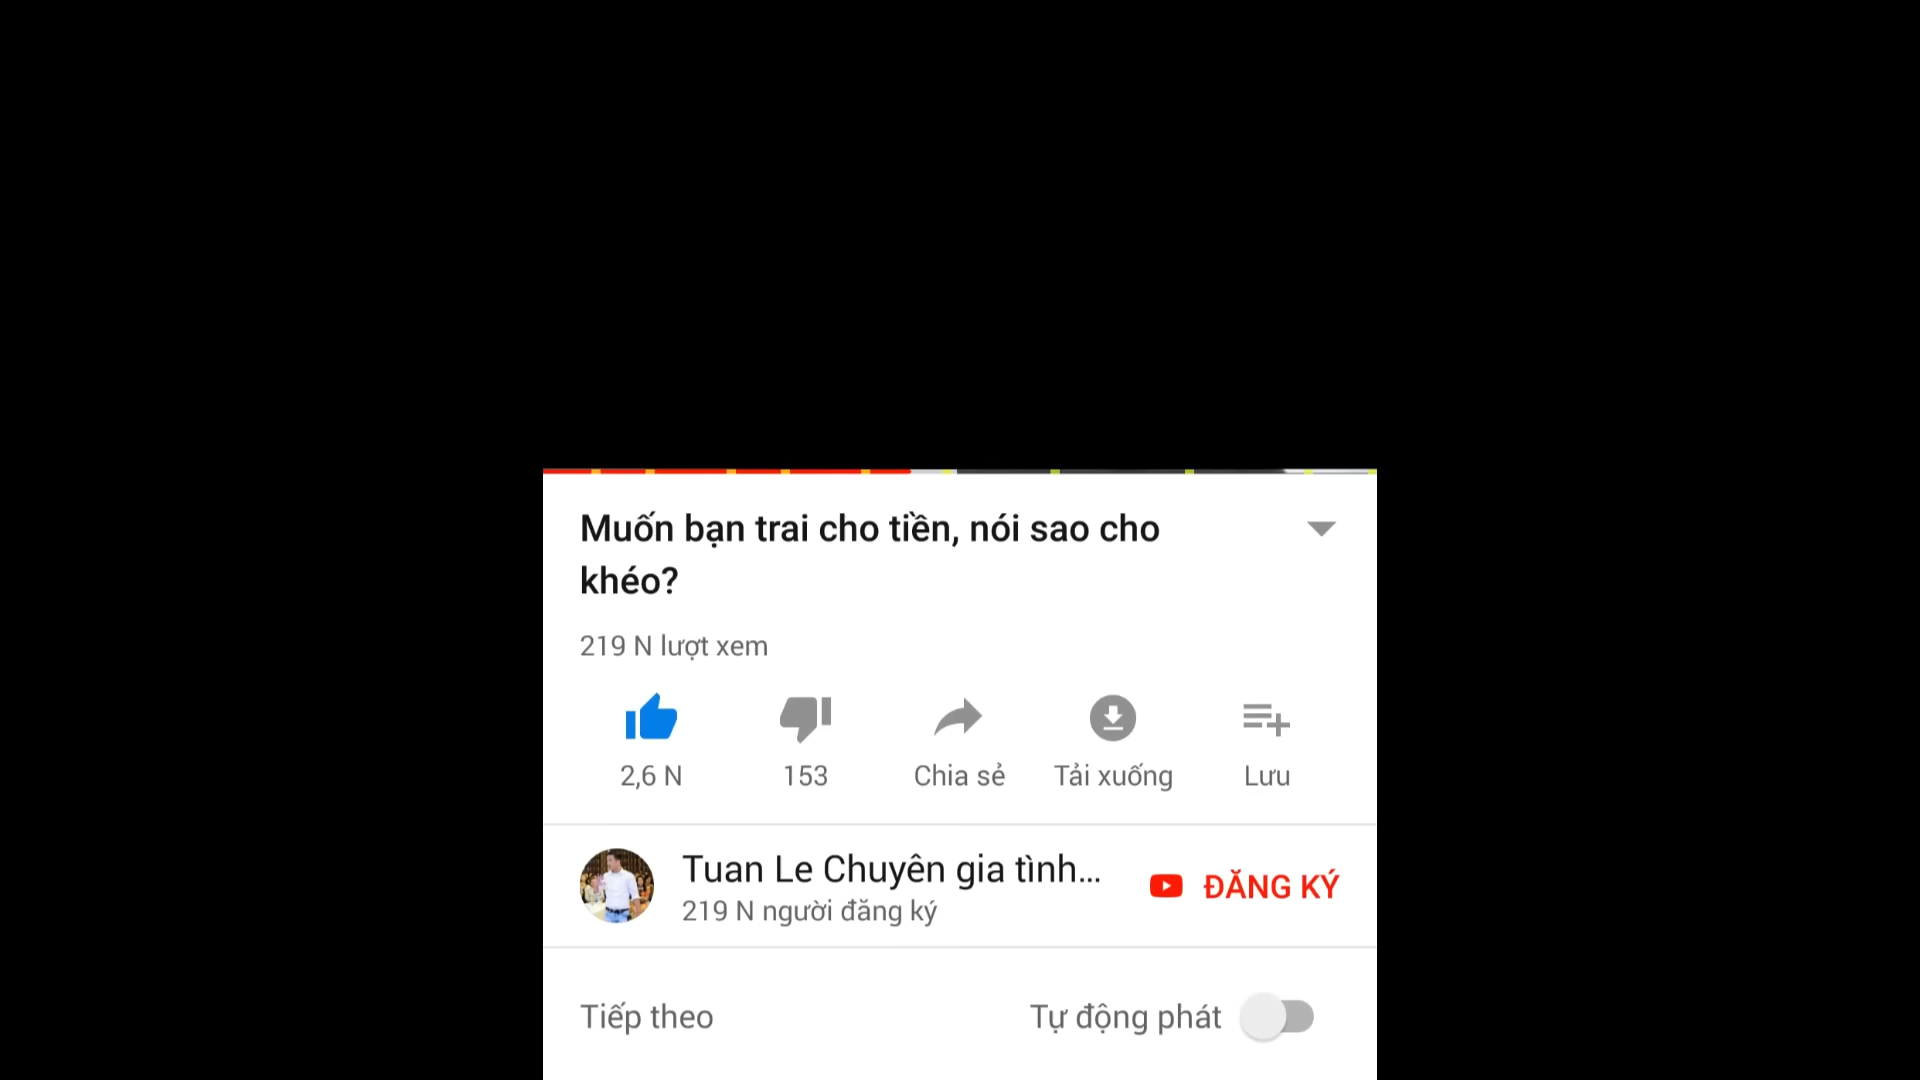 Muốn bạn trai cho tiền, nói sao cho
khéo?
219 N lượt xem
2,6 N 153 Chia sẻ Tải xuống Lưu
Tuan Le Chuyên gia tình... ĐĂNG KÝ
219 N người đăng ký
Tiếp theo Tự động phát